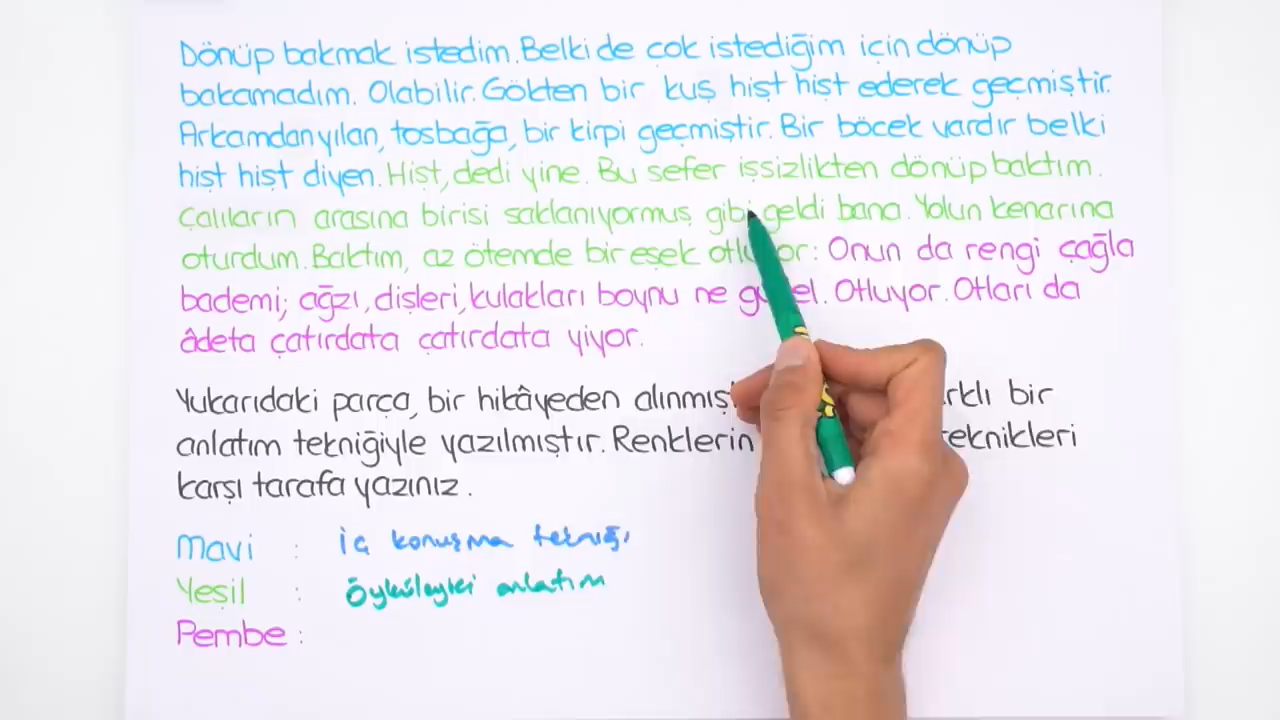 Dönüp bakmak istedim. Belki de çok istediğim için dönüp
bakamadım. Olabilir. Gökten bir kuş hişt hişt ederek geçmiştir.
Arkamdan yılan, tosbağa, bir kirpi geçmiştir. Bir böcek vardır belki
hişt hişt diyen. Hişt, dedi yine. Bu sefer ıssızlikten dönüp baktım.
Çalıların arasına birisi saklanıyormuş gibi geldi bana. Yolun kenarına
oturdum. Baktım, az ötemde bir eşek otluyor: Onun da rengi çağla
bademi; ağzı, dişleri, kulakları boynu ne güzel. Otluyor. Otları da
âdeta çatırdata çatırdata yiyor.
Yukarıdaki parça, bir hikâyeden alınmış bir
anlatım tekniğiyle yazılmıştır. Renklerin teknikleri
karşı tarafa yazınız.
Mavi : iç konuşma tekniği
Yeşil : öyküleyici anlatım
Pembe :